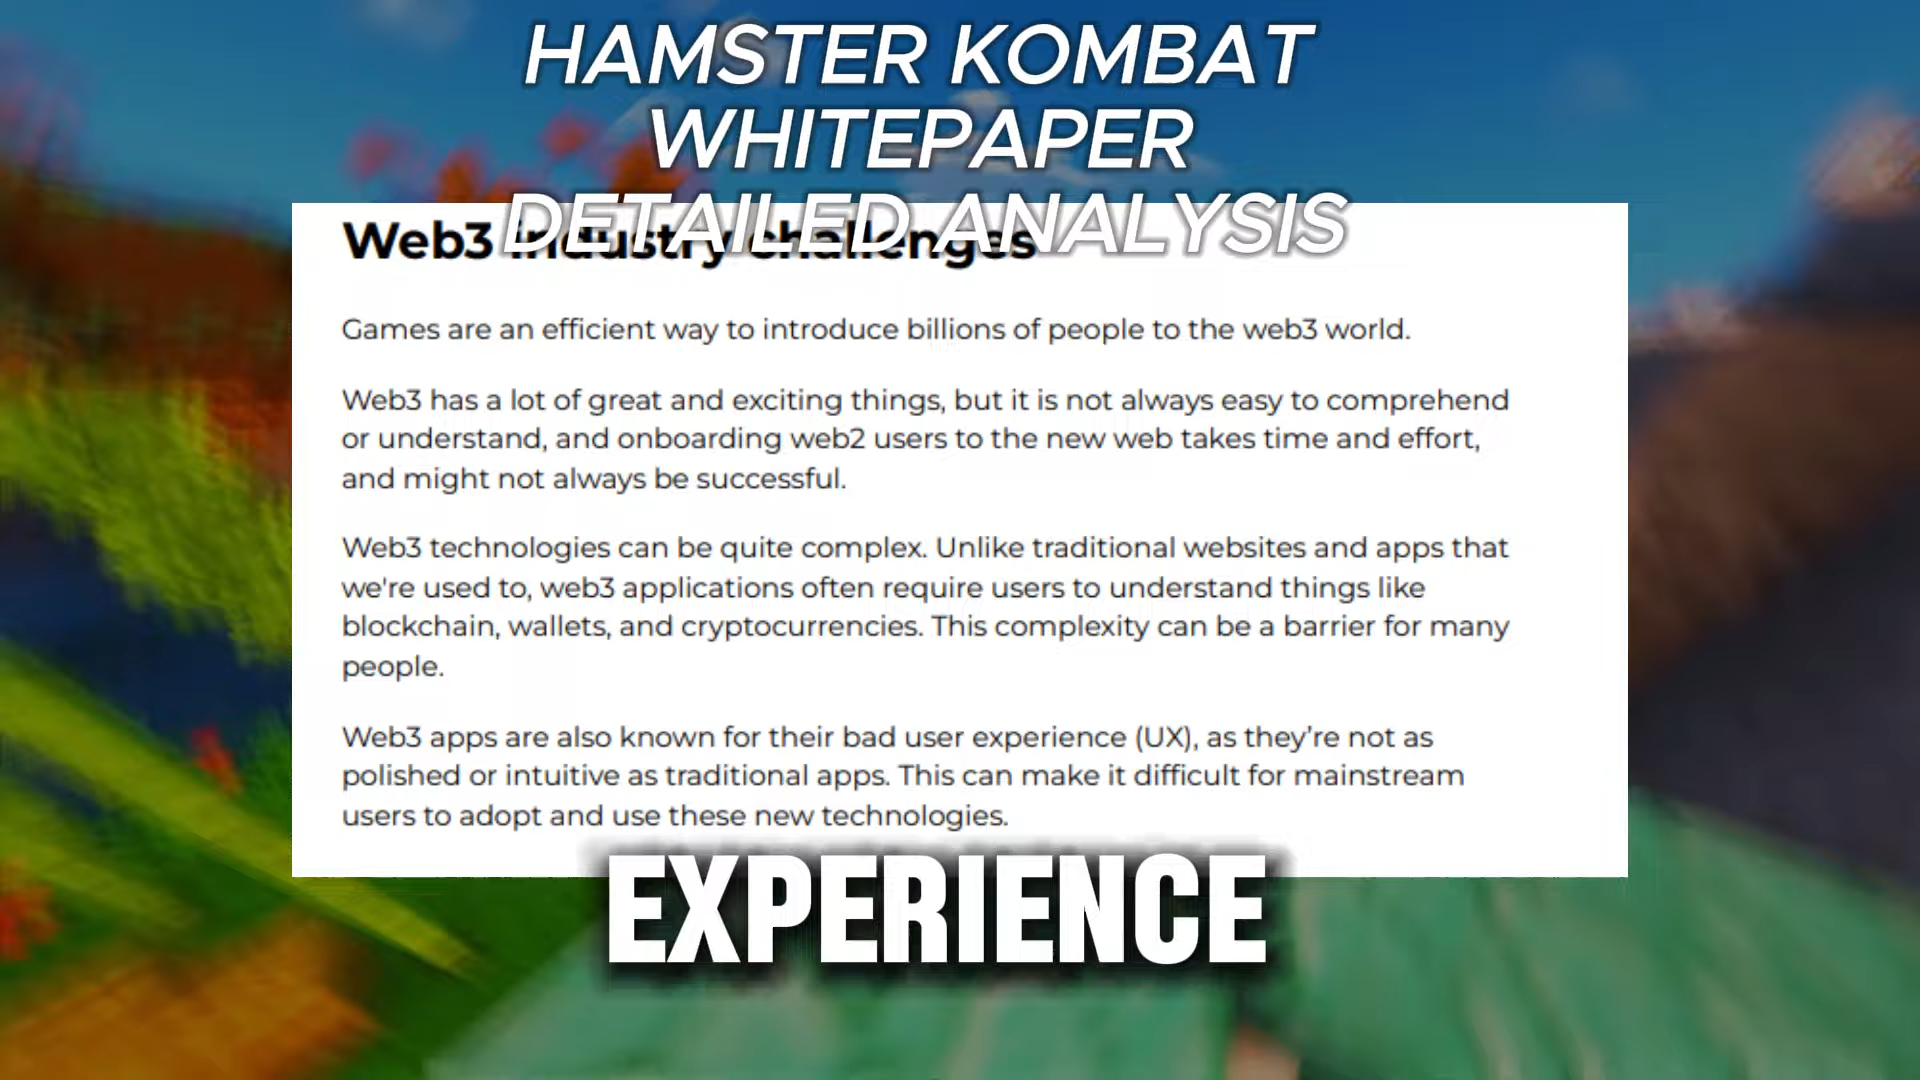 HAMSTER KOMBAT
WHITEPAPER
DETAILED ANALYSIS
Web3 industry challenges
Games are an efficient way to introduce billions of people to the web3 world.
Web3 has a lot of great and exciting things, but it is not always easy to comprehend
or understand, and onboarding web2 users to the new web takes time and effort,
and might not always be successful.
Web3 technologies can be quite complex. Unlike traditional websites and apps that
we're used to, web3 applications often require users to understand things like
blockchain, wallets, and cryptocurrencies. This complexity can be a barrier for many
people.
Web3 apps are also known for their bad user experience (UX), as they’re not as
polished or intuitive as traditional apps. This can make it difficult for mainstream
users to adopt and use these new technologies.
EXPERIENCE